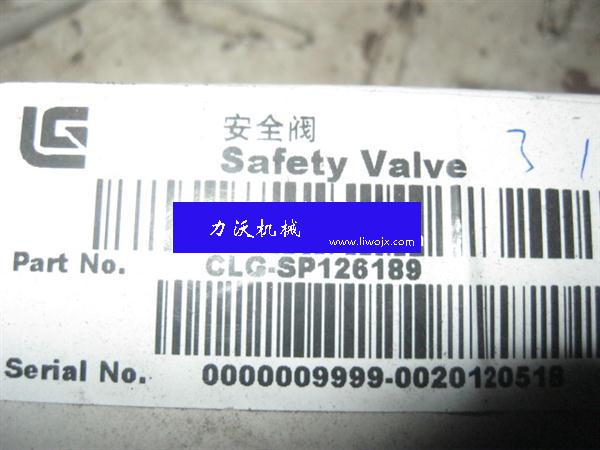 LG
安全阀
Safety Valve
3 1
力沃机械
www.liwojx.com
Part No. CLG-SP126189
Serial No. 0000009999-0020120518